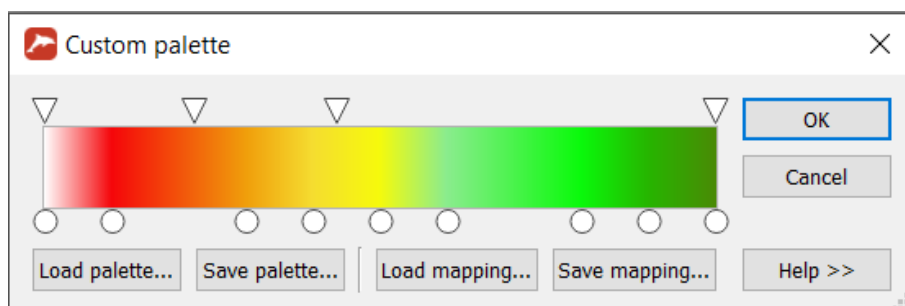 Custom palette
OK
Cancel
Load palette...
Save palette...
Load mapping...
Save mapping...
Help >>